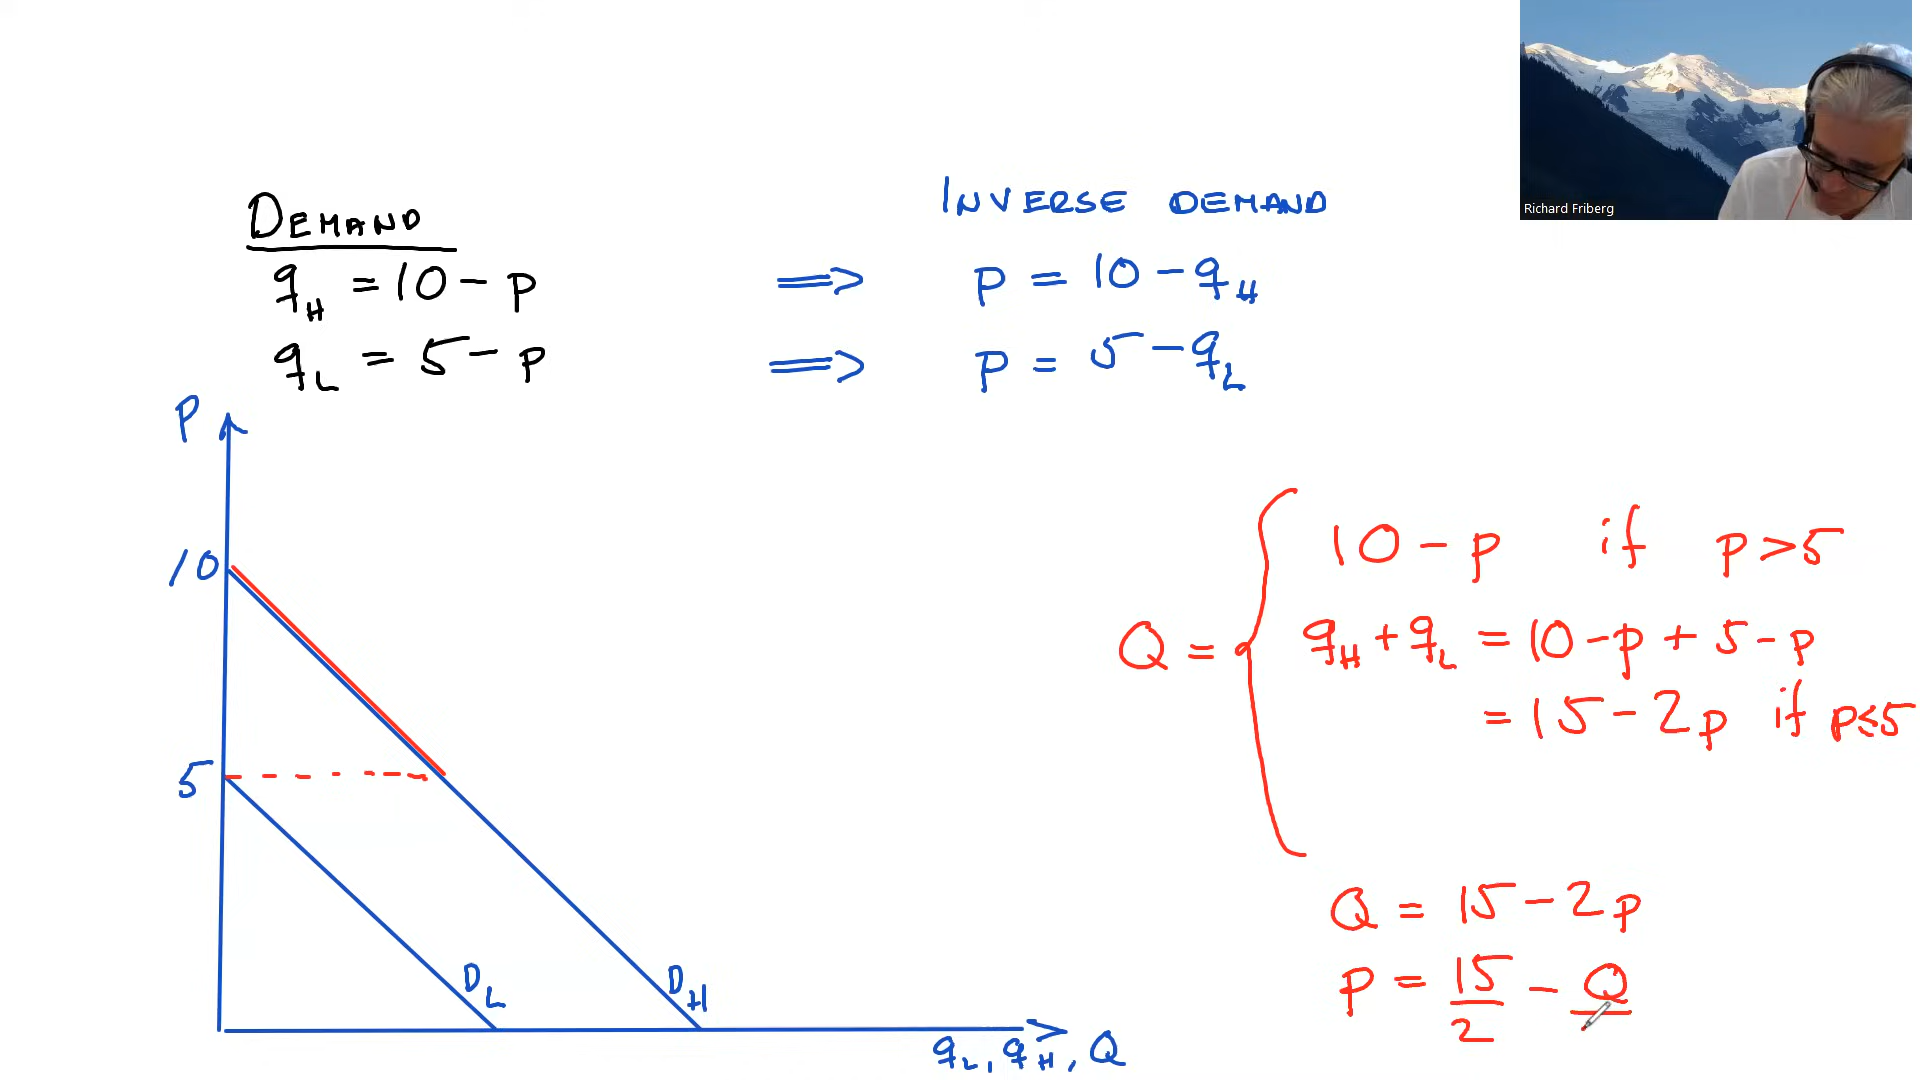 Richard Friberg
DEMAND
q_H = 10 - p
q_L = 5 - p
INVERSE DEMAND
⟹ p = 10 - q_H
⟹ p = 5 - q_L
P
10
5
D_L
D_H
q_L, q_H, Q
Q = {
10 - p if p > 5
q_H + q_L = 10 - p + 5 - p
= 15 - 2p if p ≤ 5
Q = 15 - 2p
P = 15/2 - Q/